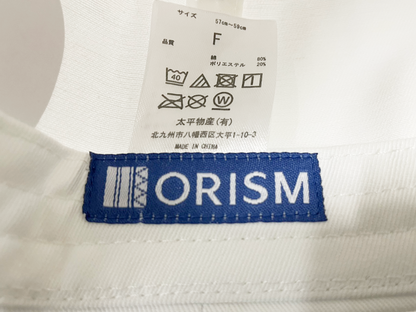 サイズ 57cm～59cm
F
品質 綿 80%
ポリエステル 20%
40
W
太平物産(有)
北九州市八幡西区大平1-10-3
MADE IN CHINA
ORISM